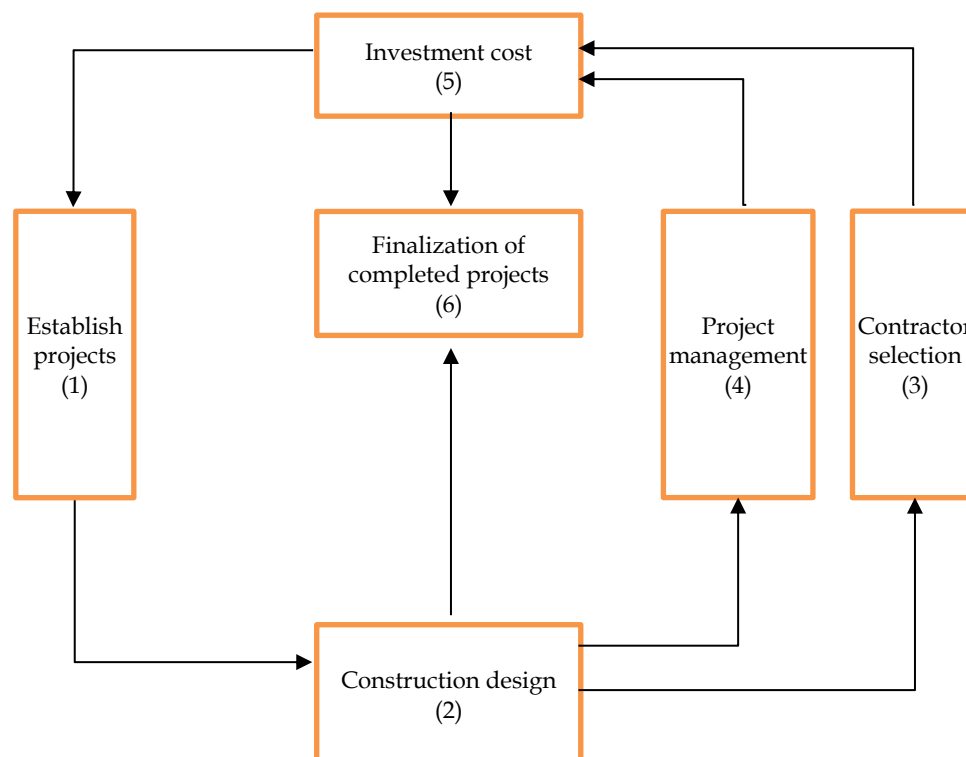 Investment cost
(5)
Finalization of
completed projects
(6)
Establish
projects
(1)
Project
management
(4)
Contractor
selection
(3)
Construction design
(2)